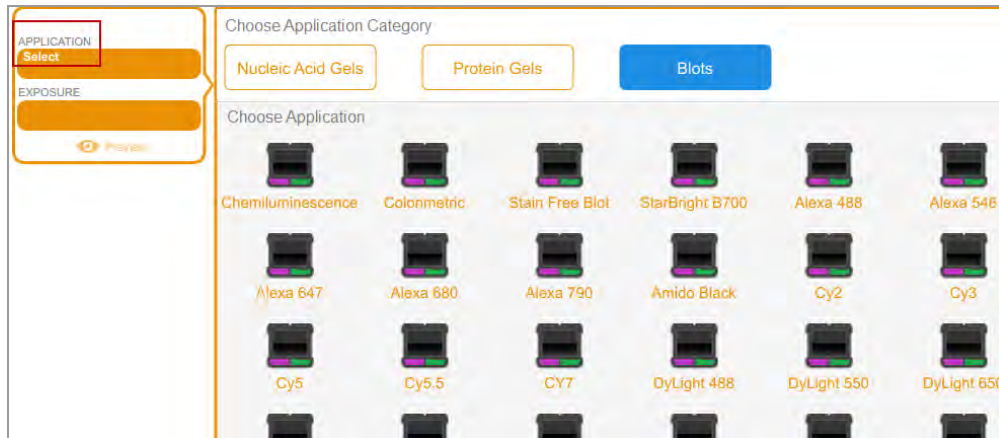 APPLICATION
Select
EXPOSURE
Preview
Choose Application Category
Nucleic Acid Gels
Protein Gels
Blots
Choose Application
Chemiluminescence
Colorimetric
Stain Free Blot
StarBright B700
Alexa 488
Alexa 546
Alexa 647
Alexa 680
Alexa 790
Amido Black
Cy2
Cy3
Cy5
Cy5.5
CY7
DyLight 488
DyLight 550
DyLight 650